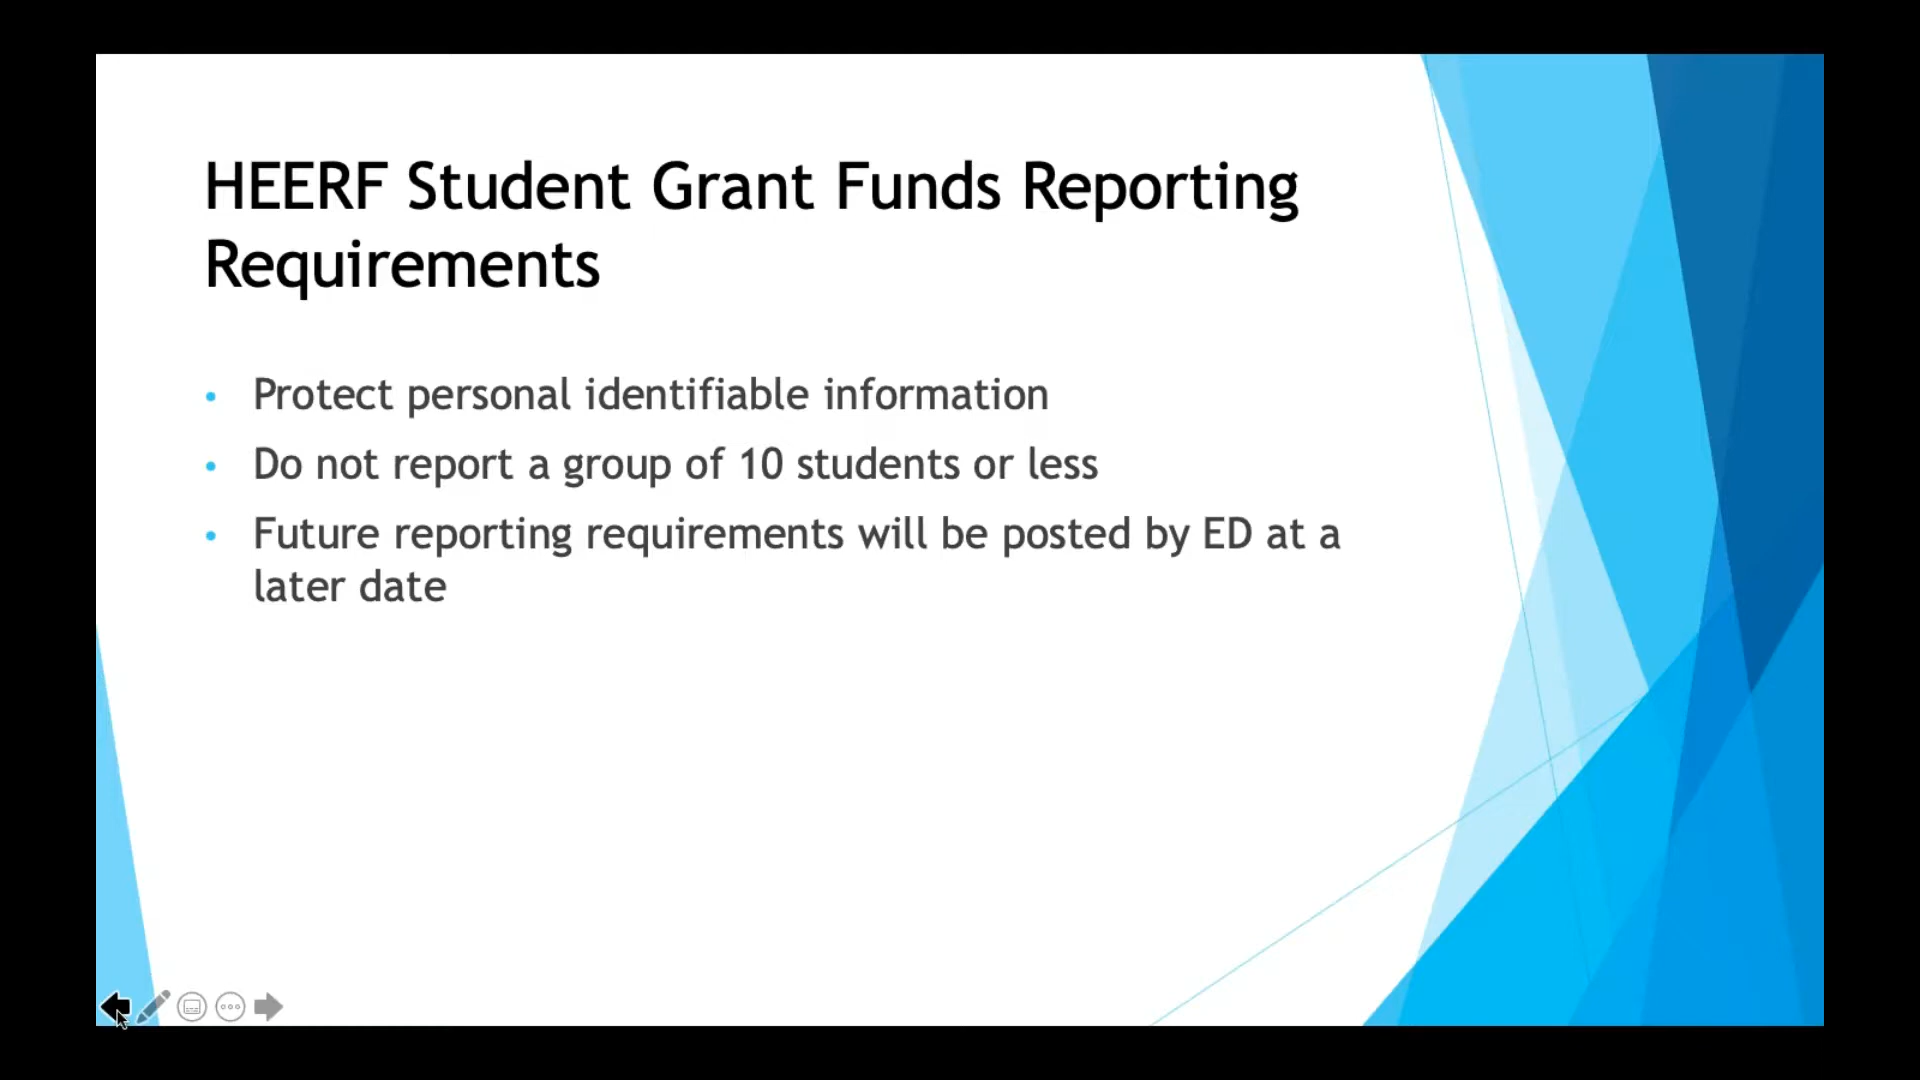 HEERF Student Grant Funds Reporting
Requirements
• Protect personal identifiable information
• Do not report a group of 10 students or less
• Future reporting requirements will be posted by ED at a
later date